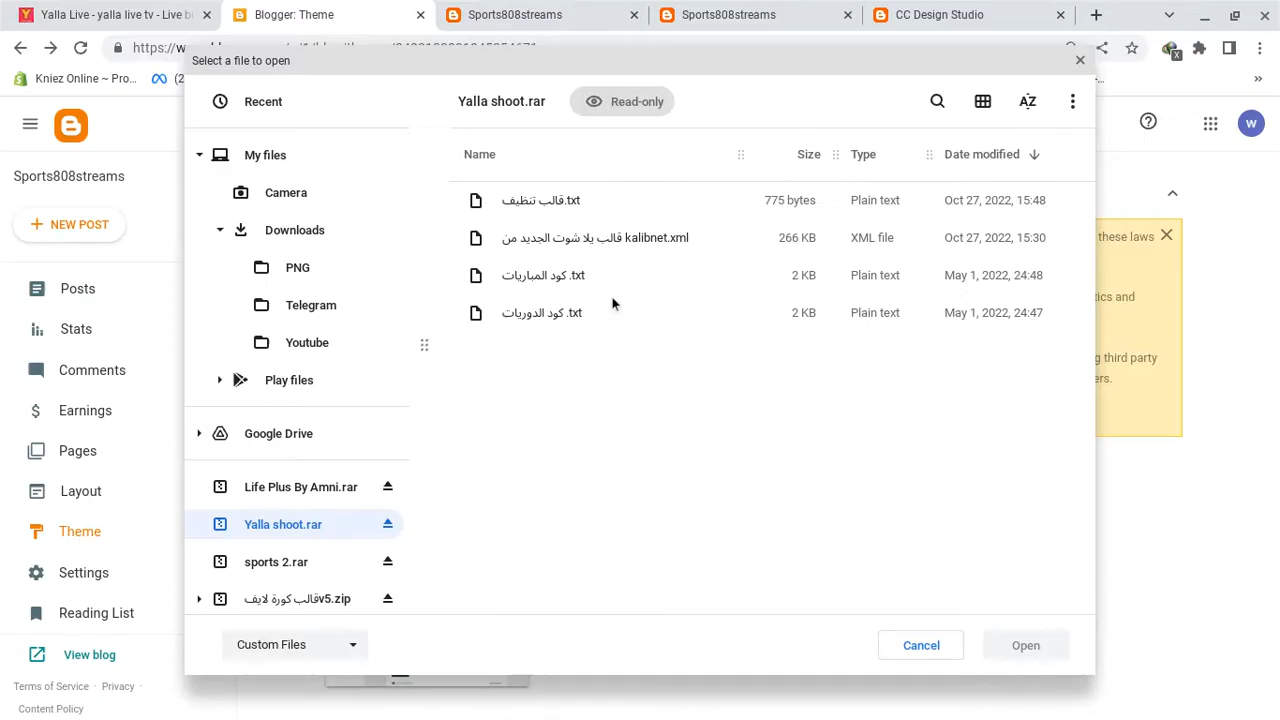 Yalla Live - yalla live tv - Live b
Blogger: Theme
Sports808streams
Sports808streams
CC Design Studio
https://w
Kniez Online ~ Pro...
(2
Select a file to open
Recent
Yalla shoot.rar
Read-only
AZ
W
My files
Name
Size
Type
Date modified
Sports808streams
Camera
قالب تنظيف.txt
775 bytes
Plain text
Oct 27, 2022, 15:48
NEW POST
Downloads
قالب يلا شوت الجديد من kalibnet.xml
266 KB
XML file
Oct 27, 2022, 15:30
these laws
PNG
كود المباريات .txt
2 KB
Plain text
May 1, 2022, 24:48
Posts
tics and
Telegram
كود الدوريات .txt
2 KB
Plain text
May 1, 2022, 24:47
Stats
Youtube
Comments
ng third party
ers.
Play files
Earnings
Google Drive
Pages
Life Plus By Amni.rar
Layout
Yalla shoot.rar
Theme
sports 2.rar
Settings
قالب كورة لايفv5.zip
Reading List
Custom Files
Cancel
Open
View blog
Terms of Service · Privacy ·
Content Policy